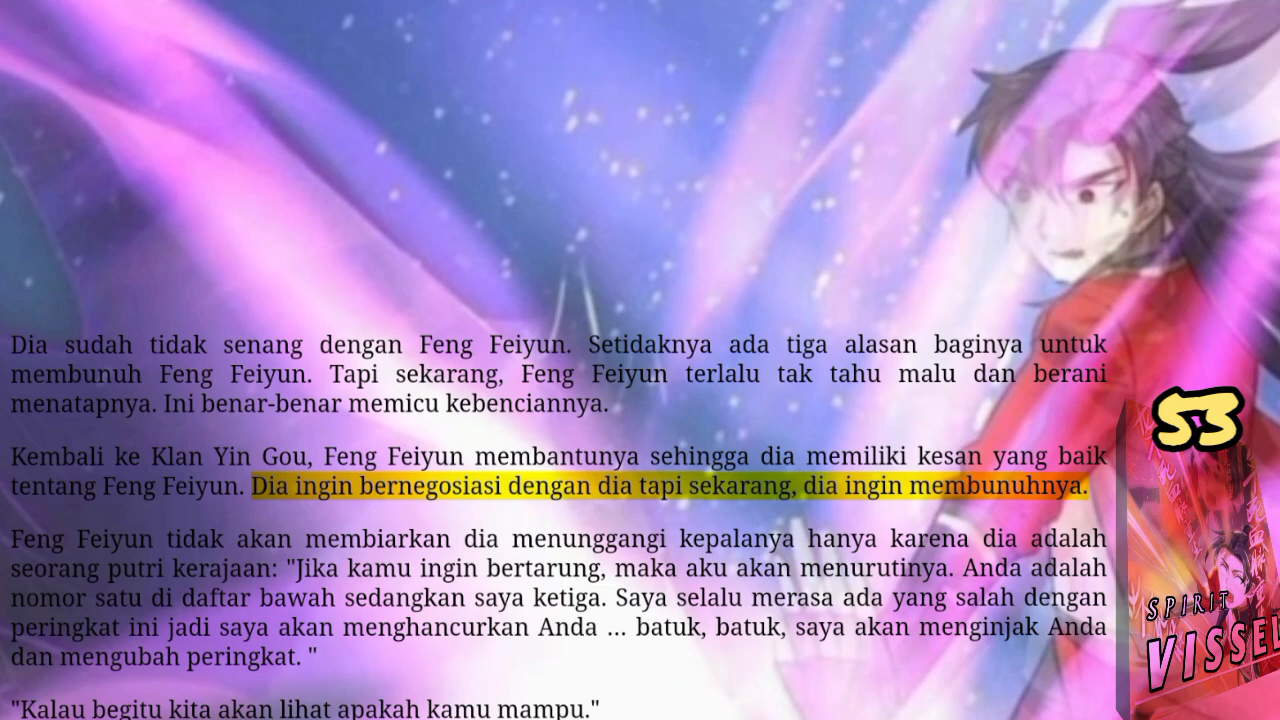 Dia sudah tidak senang dengan Feng Feiyun. Setidaknya ada tiga alasan baginya untuk
membunuh Feng Feiyun. Tapi sekarang, Feng Feiyun terlalu tak tahu malu dan berani
menatapnya. Ini benar-benar memicu kebenciannya.
Kembali ke Klan Yin Gou, Feng Feiyun membantunya sehingga dia memiliki kesan yang baik
tentang Feng Feiyun. Dia ingin bernegosiasi dengan dia tapi sekarang, dia ingin membunuhnya.
Feng Feiyun tidak akan membiarkan dia menunggangi kepalanya hanya karena dia adalah
seorang putri kerajaan: "Jika kamu ingin bertarung, maka aku akan menurutinya. Anda adalah
nomor satu di daftar bawah sedangkan saya ketiga. Saya selalu merasa ada yang salah dengan
peringkat ini jadi saya akan menghancurkan Anda ... batuk, batuk, saya akan menginjak Anda
dan mengubah peringkat. "
"Kalau begitu kita akan lihat apakah kamu mampu."
53
SPIRIT
VISSEL